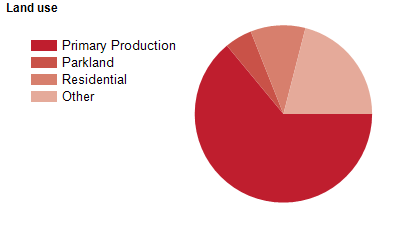 Land use
Primary Production
Parkland
Residential
Other